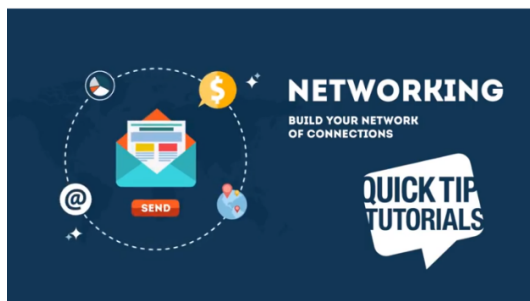 NETWORKING
BUILD YOUR NETWORK
OF CONNECTIONS
$
@
SEND
QUICK TIP
TUTORIALS